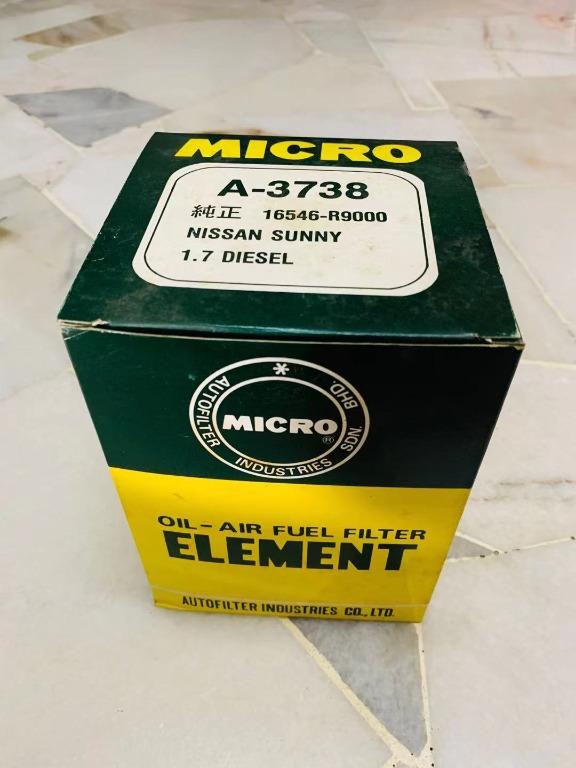 MICRO
A-3738
純正 16546-R9000
NISSAN SUNNY
1.7 DIESEL
*
AUTOFILTER INDUSTRIES SDN. BHD.
MICRO ®
OIL-AIR FUEL FILTER
ELEMENT
AUTOFILTER INDUSTRIES CO., LTD.